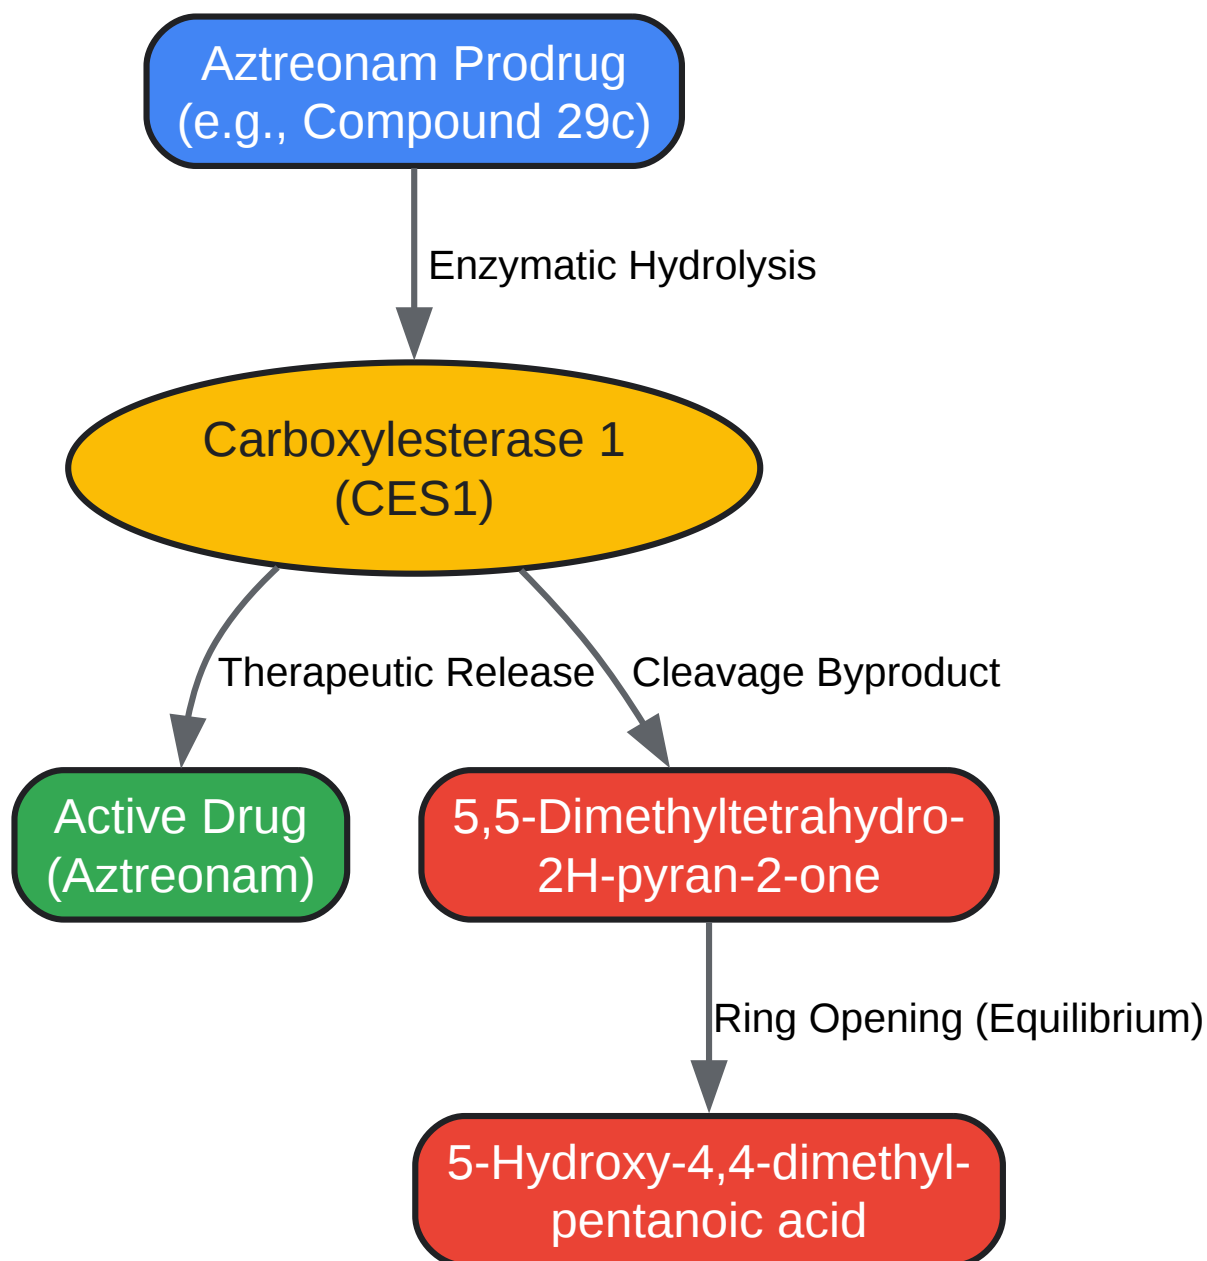 Aztreonam Prodrug
(e.g., Compound 29c)
Enzymatic Hydrolysis
Carboxylesterase 1
(CES1)
Therapeutic Release
Cleavage Byproduct
Active Drug
(Aztreonam)
5,5-Dimethyltetrahydro-
2H-pyran-2-one
Ring Opening (Equilibrium)
5-Hydroxy-4,4-dimethyl-
pentanoic acid